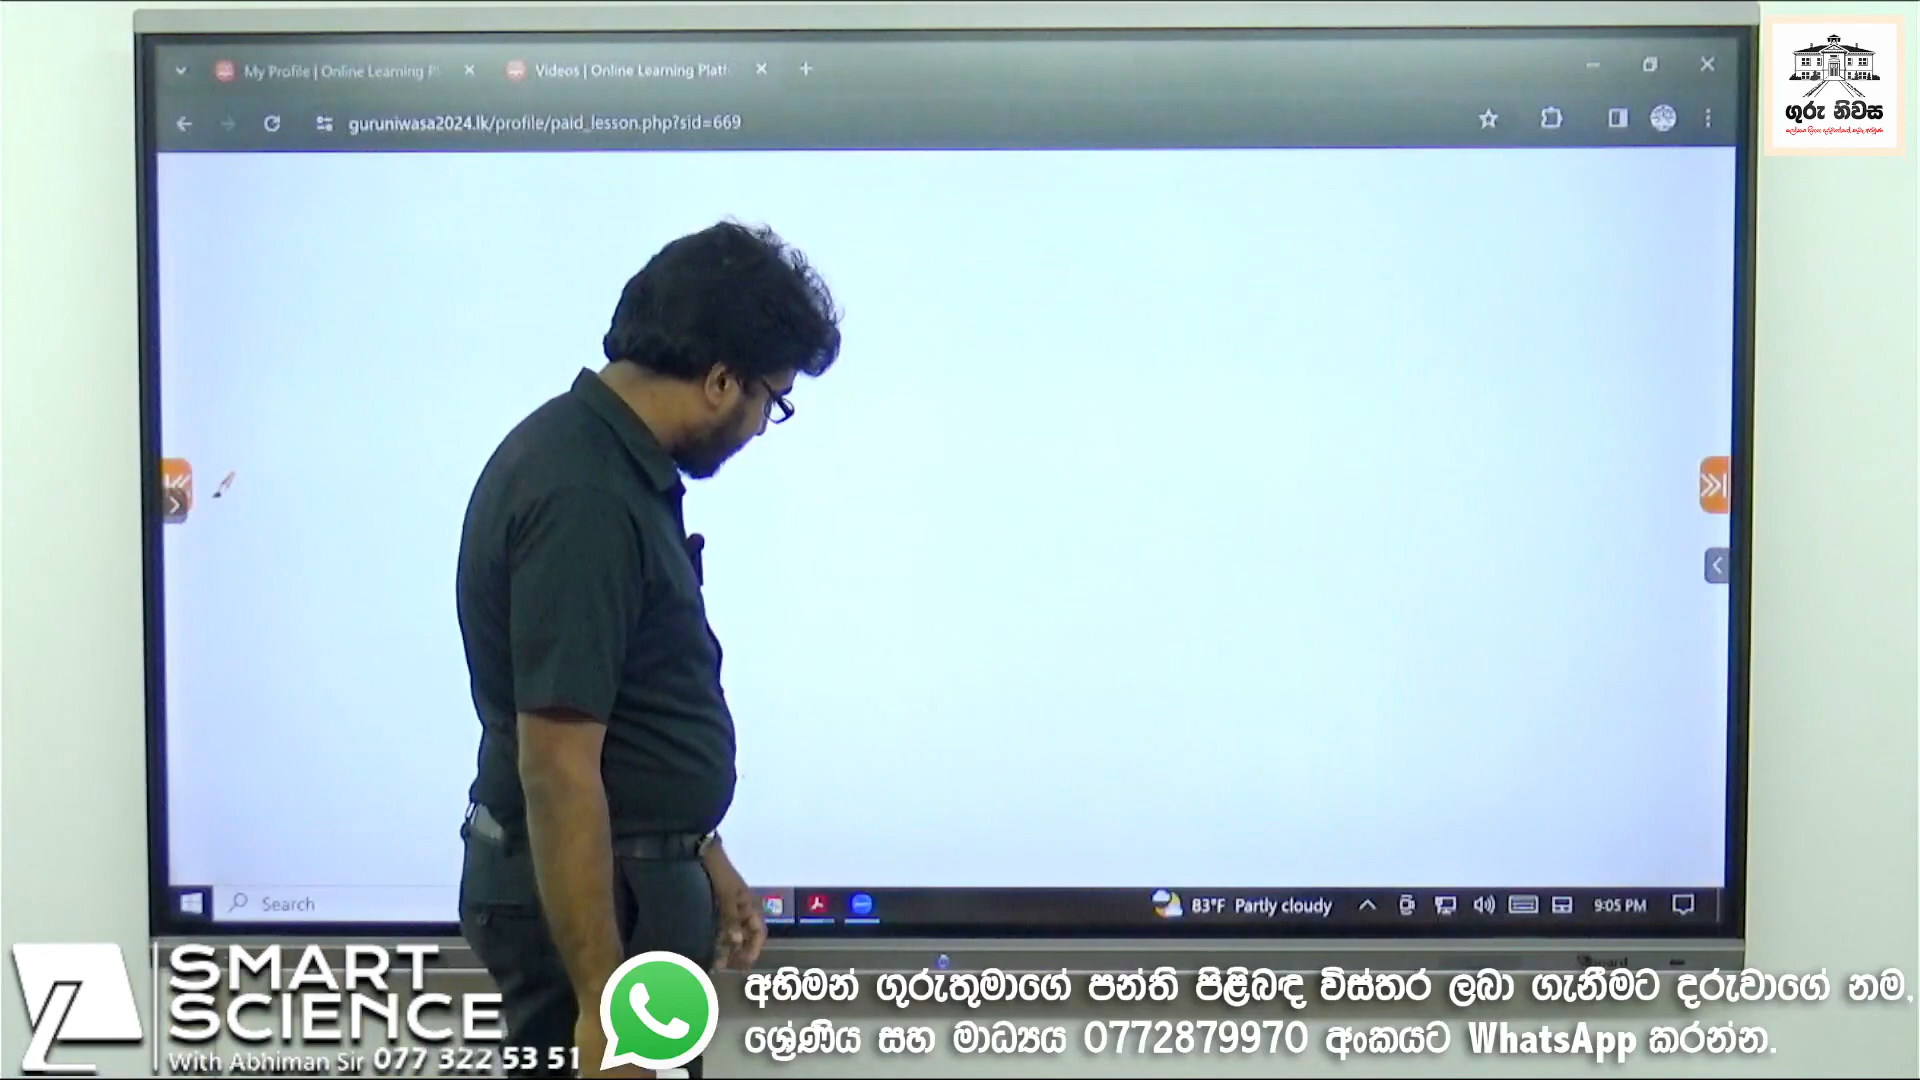 My Profile | Online Learning P
Videos | Online Learning Platf
guruniwasa2024.lk/profile/paid_lesson.php?sid=669
ගුරු නිවස
Search
83°F Partly cloudy
9:05 PM
SMART
SCIENCE
With Abhiman Sir 077 322 53 51
අභිමන් ගුරුතුමාගේ පන්ති පිළිබඳ විස්තර ලබා ගැනීමට දරුවාගේ නම,
ශ්‍රේණිය සහ මාධ්‍යය 0772879970 අංකයට WhatsApp කරන්න.